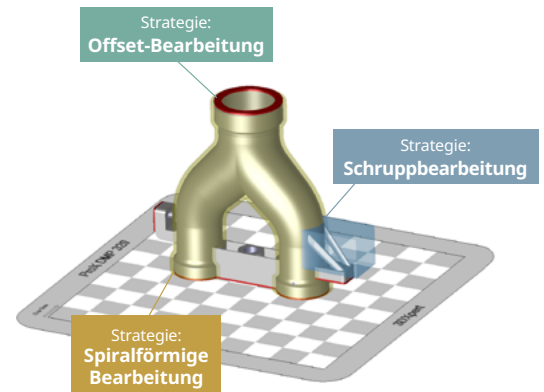 Strategie:
Offset-Bearbeitung
Strategie:
Schruppbearbeitung
Strategie:
Spiralförmige
Bearbeitung